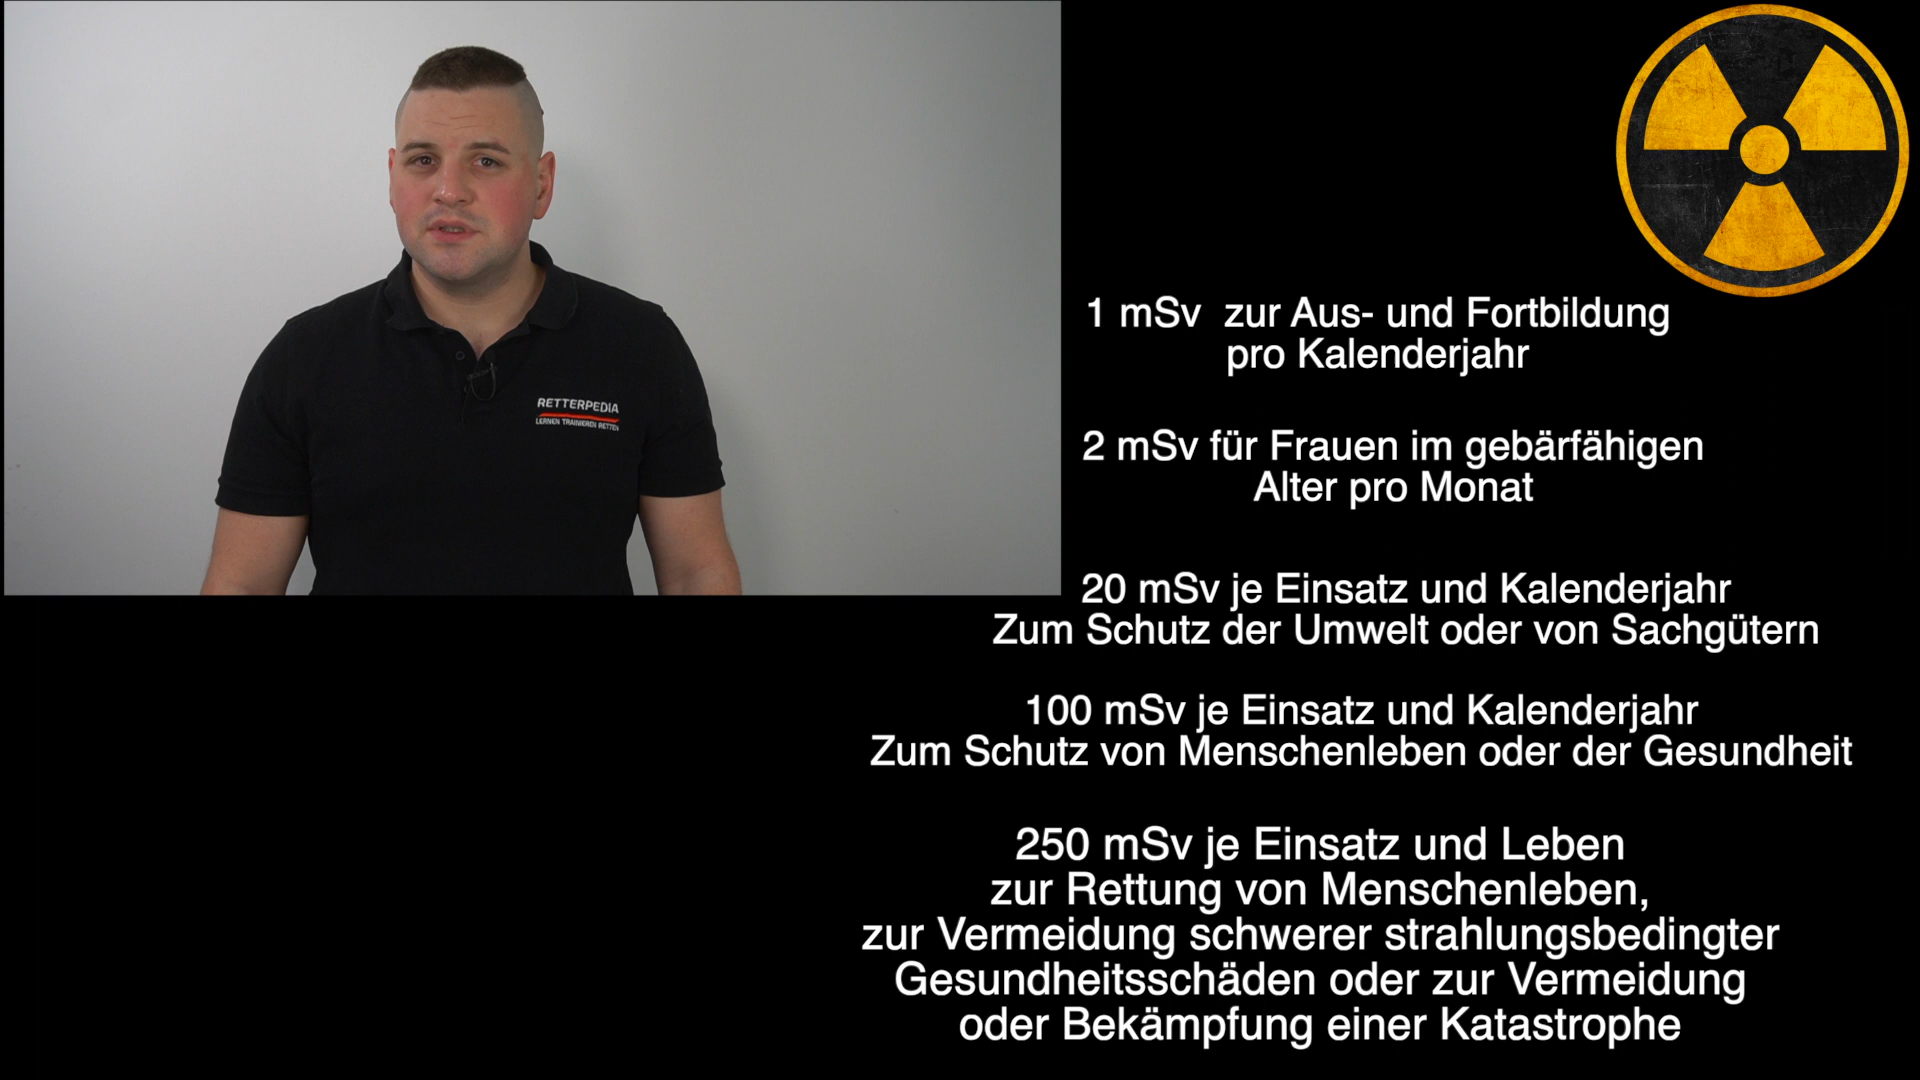 RETTERPEDIA
LERNEN TRAINIEREN RETTEN
1 mSv  zur Aus- und Fortbildung
pro Kalenderjahr
2 mSv für Frauen im gebärfähigen
Alter pro Monat
20 mSv je Einsatz und Kalenderjahr
Zum Schutz der Umwelt oder von Sachgütern
100 mSv je Einsatz und Kalenderjahr
Zum Schutz von Menschenleben oder der Gesundheit
250 mSv je Einsatz und Leben
zur Rettung von Menschenleben,
zur Vermeidung schwerer strahlungsbedingter
Gesundheitsschäden oder zur Vermeidung
oder Bekämpfung einer Katastrophe